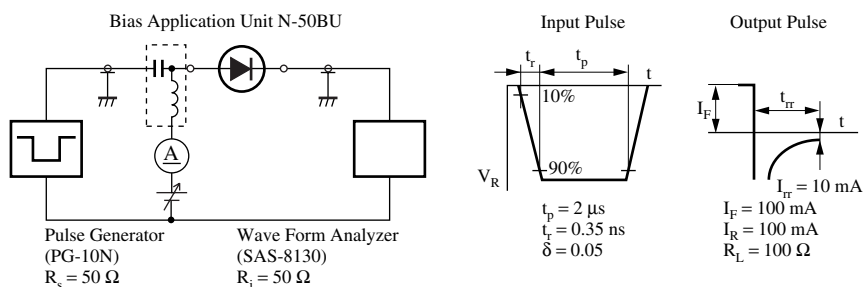 Bias Application Unit N-50BU
A
Pulse Generator
(PG-10N)
R_s = 50 Ω
Wave Form Analyzer
(SAS-8130)
R_i = 50 Ω
Input Pulse
t_r
t_p
t
10%
90%
V_R
t_p = 2 μs
t_r = 0.35 ns
δ = 0.05
Output Pulse
I_F
t_rr
t
I_rr = 10 mA
I_F = 100 mA
I_R = 100 mA
R_L = 100 Ω